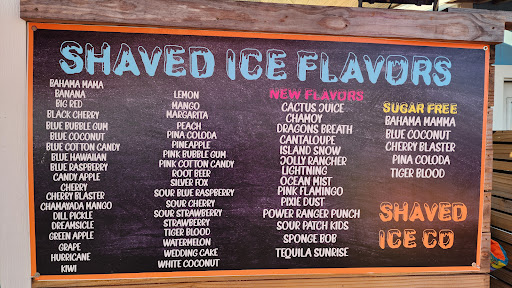 SHAVED ICE FLAVORS
BAHAMA MAMA
BANANA
BIG RED
BLACK CHERRY
BLUE BUBBLE GUM
BLUE COCONUT
BLUE COTTON CANDY
BLUE HAWAIIAN
BLUE RASPBERRY
CANDY APPLE
CHERRY
CHERRY BLASTER
CHAMAYADA MANGO
DILL PICKLE
DREAMSICLE
GREEN APPLE
GRAPE
HURRICANE
KIWI
LEMON
MANGO
MARGARITA
PEACH
PINA COLODA
PINEAPPLE
PINK BUBBLE GUM
PINK COTTON CANDY
ROOT BEER
SILVER FOX
SOUR BLUE RASPBERRY
SOUR CHERRY
SOUR STRAWBERRY
STRAWBERRY
TIGER BLOOD
WATERMELON
WEDDING CAKE
WHITE COCONUT
NEW FLAVORS
CACTUS JUICE
CHAMOY
DRAGONS BREATH
CANTALOUPE
ISLAND SNOW
JOLLY RANCHER
LIGHTNING
OCEAN MIST
PINK FLAMINGO
PIXIE DUST
POWER RANGER PUNCH
SOUR PATCH KIDS
SPONGE BOB
TEQUILA SUNRISE
SUGAR FREE
BAHAMA MAMMA
BLUE COCONUT
CHERRY BLASTER
PINA COLODA
TIGER BLOOD
SHAVED
ICE CO